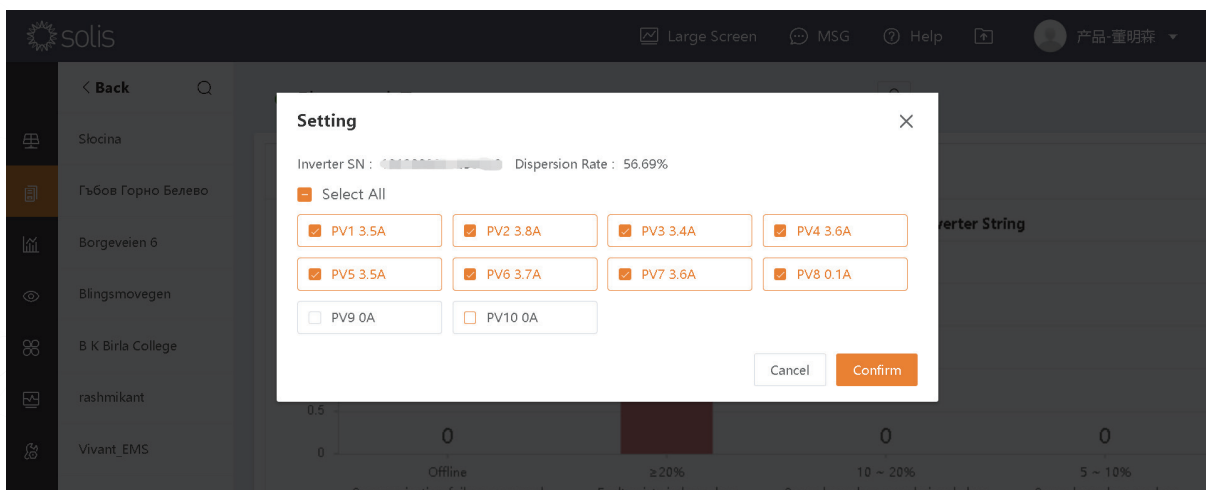 solis
Large Screen
MSG
Help
产品-董明森
< Back
Słocina
Гъбов Горно Белево
Borgeveien 6
Blingsmovegen
B K Birla College
rashmikant
Vivant_EMS
Setting
Inverter SN : Dispersion Rate : 56.69%
Select All
PV1 3.5A
PV2 3.8A
PV3 3.4A
PV4 3.6A
PV5 3.5A
PV6 3.7A
PV7 3.6A
PV8 0.1A
PV9 0A
PV10 0A
Cancel
Confirm
String
0.5
0
0
0
0
Offline
≥20%
10 ~ 20%
5 ~ 10%